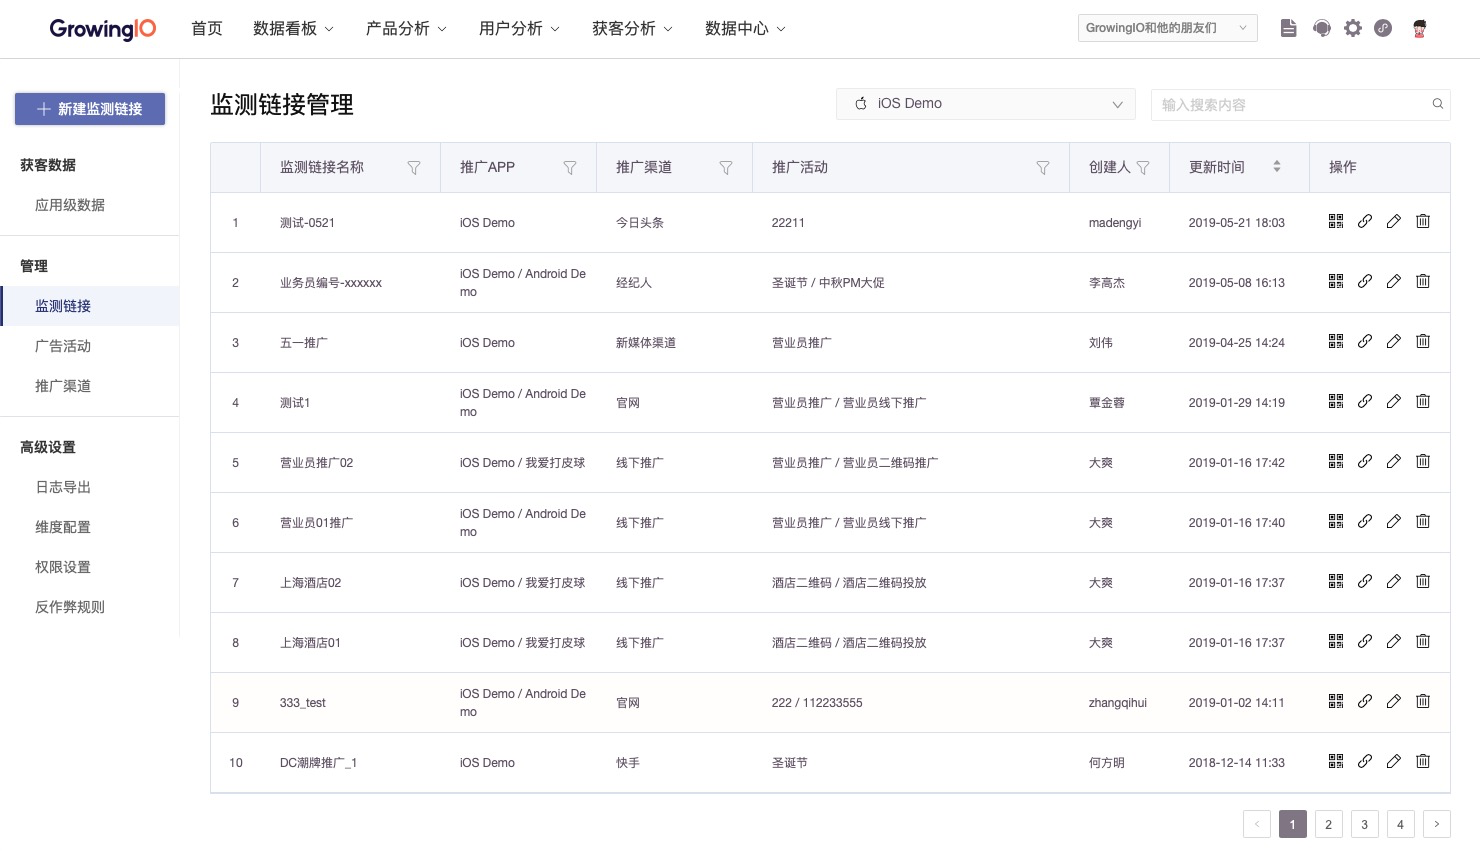 GrowingIO 首页 数据看板 产品分析 用户分析 获客分析 数据中心 GrowingIO和他的朋友们
新建监测链接
获客数据
应用级数据
管理
监测链接
广告活动
推广渠道
高级设置
日志导出
维度配置
权限设置
反作弊规则
监测链接管理 iOS Demo 输入搜索内容
监测链接名称 推广APP 推广渠道 推广活动 创建人 更新时间 操作
1 测试-0521 iOS Demo 今日头条 22211 madengyi 2019-05-21 18:03
2 业务员编号-xxxxxx iOS Demo / Android De
mo 经纪人 圣诞节 / 中秋PM大促 李高杰 2019-05-08 16:13
3 五一推广 iOS Demo 新媒体渠道 营业员推广 刘伟 2019-04-25 14:24
4 测试1 iOS Demo / Android De
mo 官网 营业员推广 / 营业员线下推广 覃金蓉 2019-01-29 14:19
5 营业员推广02 iOS Demo / 我爱打皮球 线下推广 营业员推广 / 营业员二维码推广 大爽 2019-01-16 17:42
6 营业员01推广 iOS Demo / Android De
mo 线下推广 营业员推广 / 营业员线下推广 大爽 2019-01-16 17:40
7 上海酒店02 iOS Demo / 我爱打皮球 线下推广 酒店二维码 / 酒店二维码投放 大爽 2019-01-16 17:37
8 上海酒店01 iOS Demo / 我爱打皮球 线下推广 酒店二维码 / 酒店二维码投放 大爽 2019-01-16 17:37
9 333_test iOS Demo / Android De
mo 官网 222 / 112233555 zhangqihui 2019-01-02 14:11
10 DC潮牌推广_1 iOS Demo 快手 圣诞节 何方明 2018-12-14 11:33
< 1 2 3 4 >